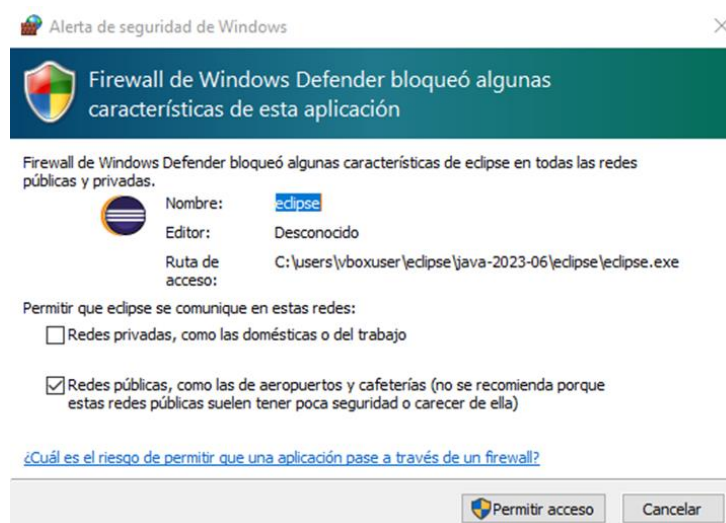 Alerta de seguridad de Windows
Firewall de Windows Defender bloqueó algunas
características de esta aplicación
Firewall de Windows Defender bloqueó algunas características de eclipse en todas las redes
públicas y privadas.
Nombre: eclipse
Editor: Desconocido
Ruta de C:\users\vboxuser\eclipse\java-2023-06\eclipse\eclipse.exe
acceso:
Permitir que eclipse se comunique en estas redes:
Redes privadas, como las domésticas o del trabajo
Redes públicas, como las de aeropuertos y cafeterías (no se recomienda porque
estas redes públicas suelen tener poca seguridad o carecer de ella)
¿Cuál es el riesgo de permitir que una aplicación pase a través de un firewall?
Permitir acceso Cancelar